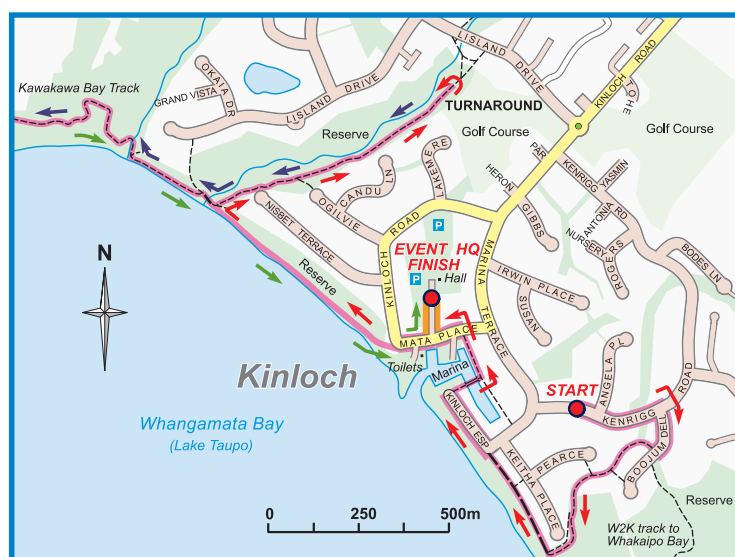 Kawakawa Bay Track
OKAIA DR
GRAND VISTA
LISLAND DRIVE
LISLAND DRIVE
TURNAROUND
Reserve
Golf Course
KINLOCH ROAD
TOHE
Golf Course
PAR
KENRIGG RD
YASMIN
ANTONIA
NURSERY
ROGERS
BODES LN
HERON
GIBBS
LAKEMERE
CANDU LN
OGILVIE
NISBET TERRACE
KINLOCH ROAD
P
EVENT HQ
FINISH
P
Hall
MARINA TERRACE
IRWIN PLACE
SUSAN
N
Reserve
MATA PLACE
Toilets
Marina
Kinloch
START
ANGELA PL
KENRIGG ROAD
KINLOCH ESP
Whangamata Bay
(Lake Taupo)
KEITHA PLACE
PEARCE
BOOJUM DELL
Reserve
0 250 500m
W2K track to
Whakaipo Bay